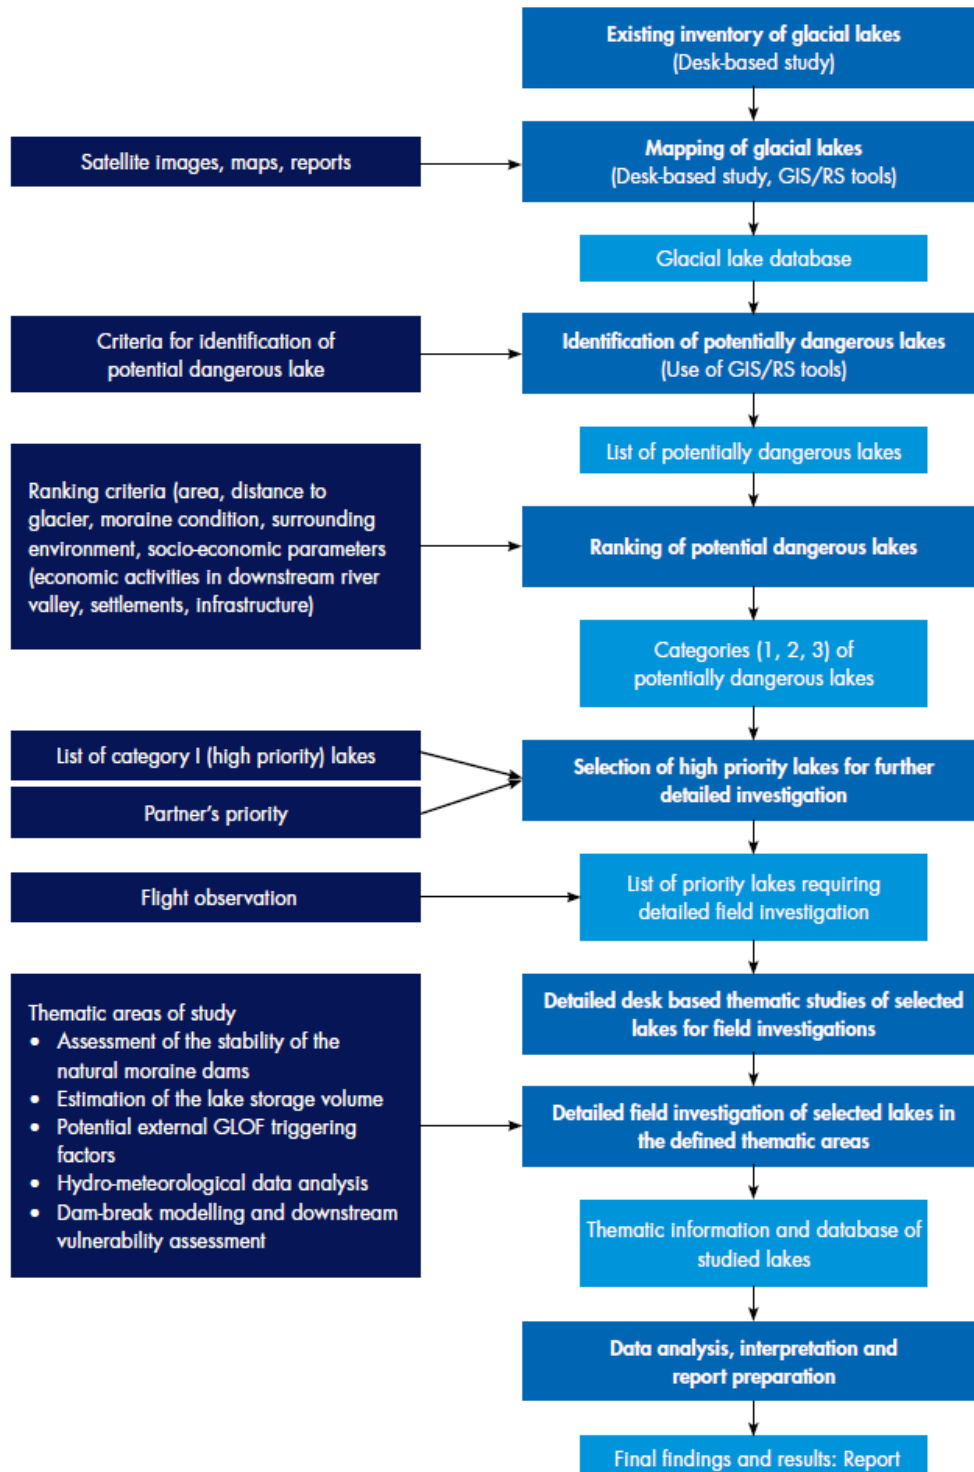 Existing inventory of glacial lakes
(Desk-based study)
Satellite images, maps, reports
Mapping of glacial lakes
(Desk-based study, GIS/RS tools)
Glacial lake database
Criteria for identification of
potential dangerous lake
Identification of potentially dangerous lakes
(Use of GIS/RS tools)
List of potentially dangerous lakes
Ranking criteria (area, distance to
glacier, moraine condition, surrounding
environment, socio-economic parameters
(economic activities in downstream river
valley, settlements, infrastructure)
Ranking of potential dangerous lakes
Categories (1, 2, 3) of
potentially dangerous lakes
List of category I (high priority) lakes
Partner's priority
Selection of high priority lakes for further
detailed investigation
Flight observation
List of priority lakes requiring
detailed field investigation
Detailed desk based thematic studies of selected
lakes for field investigations
Thematic areas of study
• Assessment of the stability of the
natural moraine dams
• Estimation of the lake storage volume
• Potential external GLOF triggering
factors
• Hydro-meteorological data analysis
• Dam-break modelling and downstream
vulnerability assessment
Detailed field investigation of selected lakes in
the defined thematic areas
Thematic information and database of
studied lakes
Data analysis, interpretation and
report preparation
Final findings and results: Report